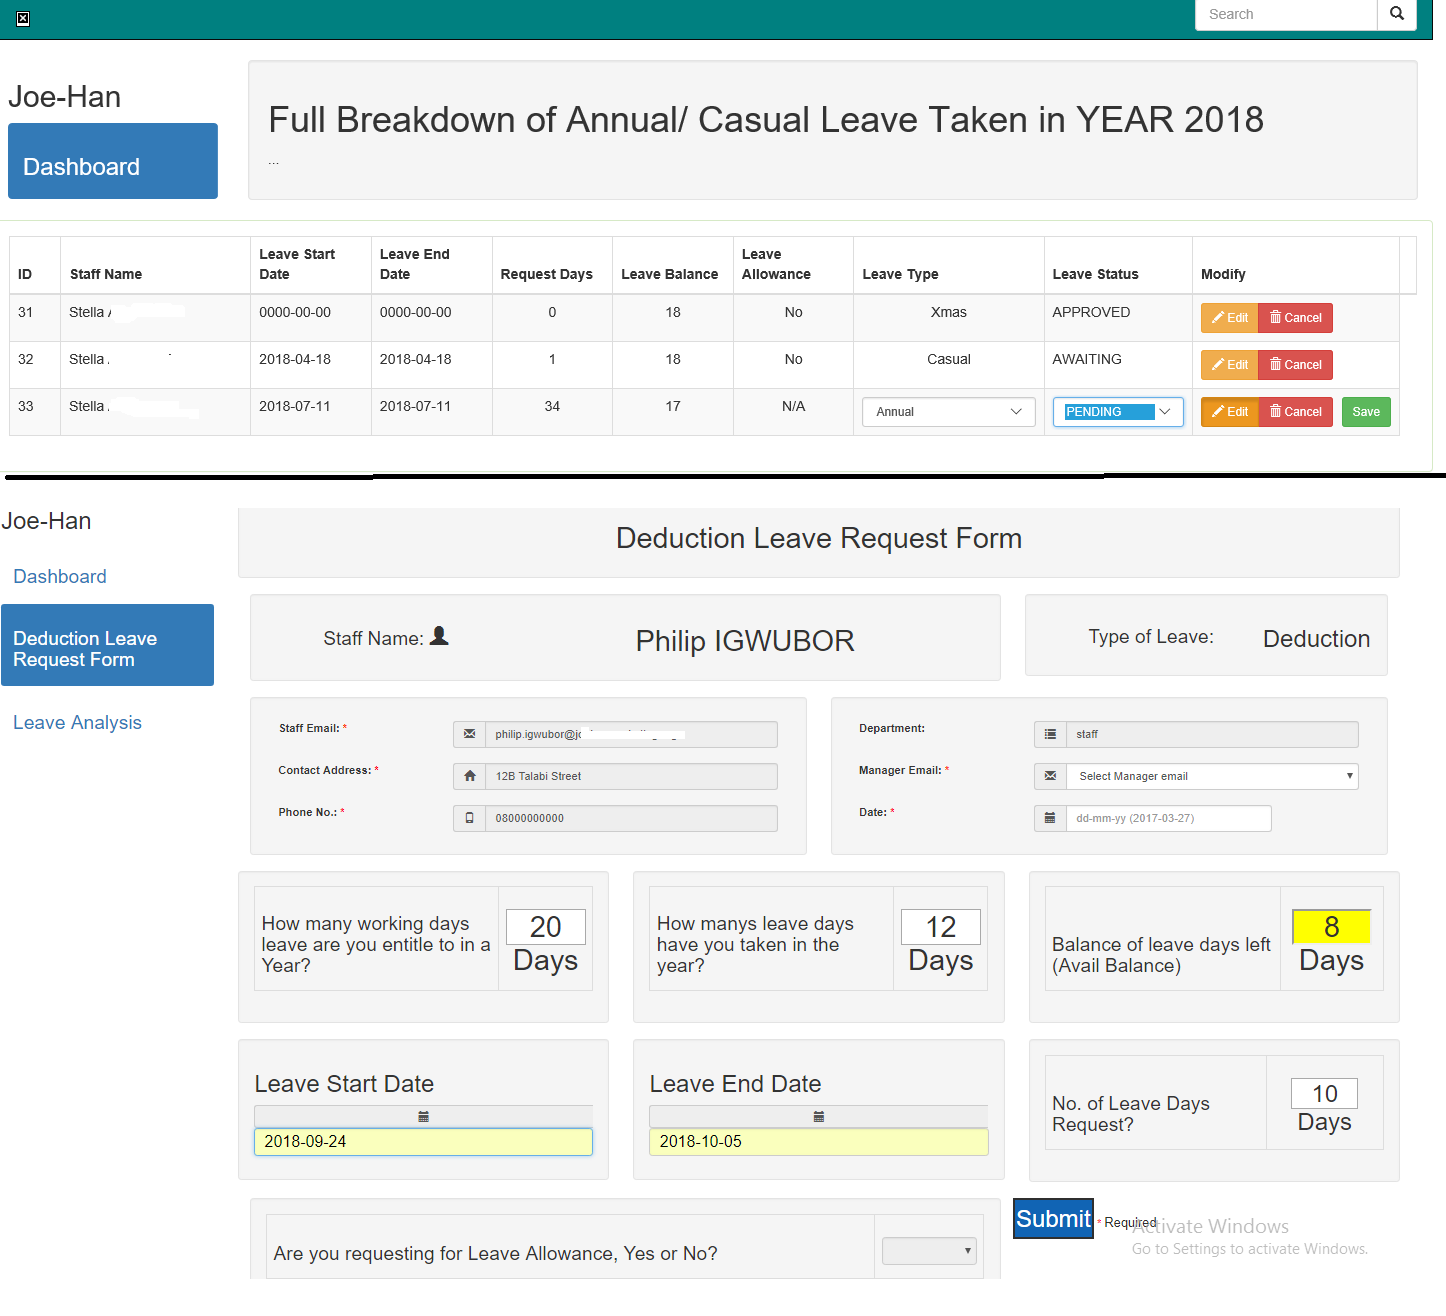 Search
Joe-Han
Dashboard
Full Breakdown of Annual/ Casual Leave Taken in YEAR 2018
...
ID Staff Name Leave Start Date Leave End Date Request Days Leave Balance Leave Allowance Leave Type Leave Status Modify
31 Stella 0000-00-00 0000-00-00 0 18 No Xmas APPROVED Edit Cancel
32 Stella 2018-04-18 2018-04-18 1 18 No Casual AWAITING Edit Cancel
33 Stella 2018-07-11 2018-07-11 34 17 N/A Annual PENDING Edit Cancel Save
Joe-Han
Dashboard
Deduction Leave
Request Form
Leave Analysis
Deduction Leave Request Form
Staff Name: Philip IGWUBOR
Type of Leave: Deduction
Staff Email: * philip.igwubor@
Contact Address: * 12B Talabi Street
Phone No.: * 08000000000
Department: staff
Manager Email: * Select Manager email
Date: * dd-mm-yy (2017-03-27)
How many working days
leave are you entitle to in a
Year?
20
Days
How manys leave days
have you taken in the
year?
12
Days
Balance of leave days left
(Avail Balance)
8
Days
Leave Start Date
2018-09-24
Leave End Date
2018-10-05
No. of Leave Days
Request?
10
Days
Are you requesting for Leave Allowance, Yes or No?
Submit * Required
Activate Windows
Go to Settings to activate Windows.